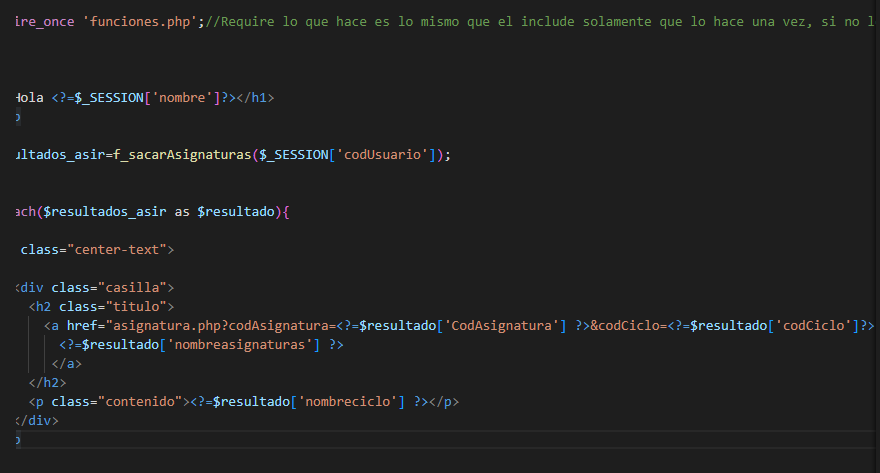 ire_once 'funciones.php';//Require lo que hace es lo mismo que el include solamente que lo hace una vez, si no l
Hola <?=$_SESSION['nombre']?></h1>
p
ultados_asir=f_sacarAsignaturas($_SESSION['codUsuario']);
ach($resultados_asir as $resultado){
class="center-text">
<div class="casilla">
<h2 class="titulo">
<a href="asignatura.php?codAsignatura=<?=$resultado['CodAsignatura'] ?>&codCiclo=<?=$resultado['codCiclo']?>
<?=$resultado['nombreasignaturas'] ?>
</a>
</h2>
<p class="contenido"><?=$resultado['nombreciclo'] ?></p>
</div>
p